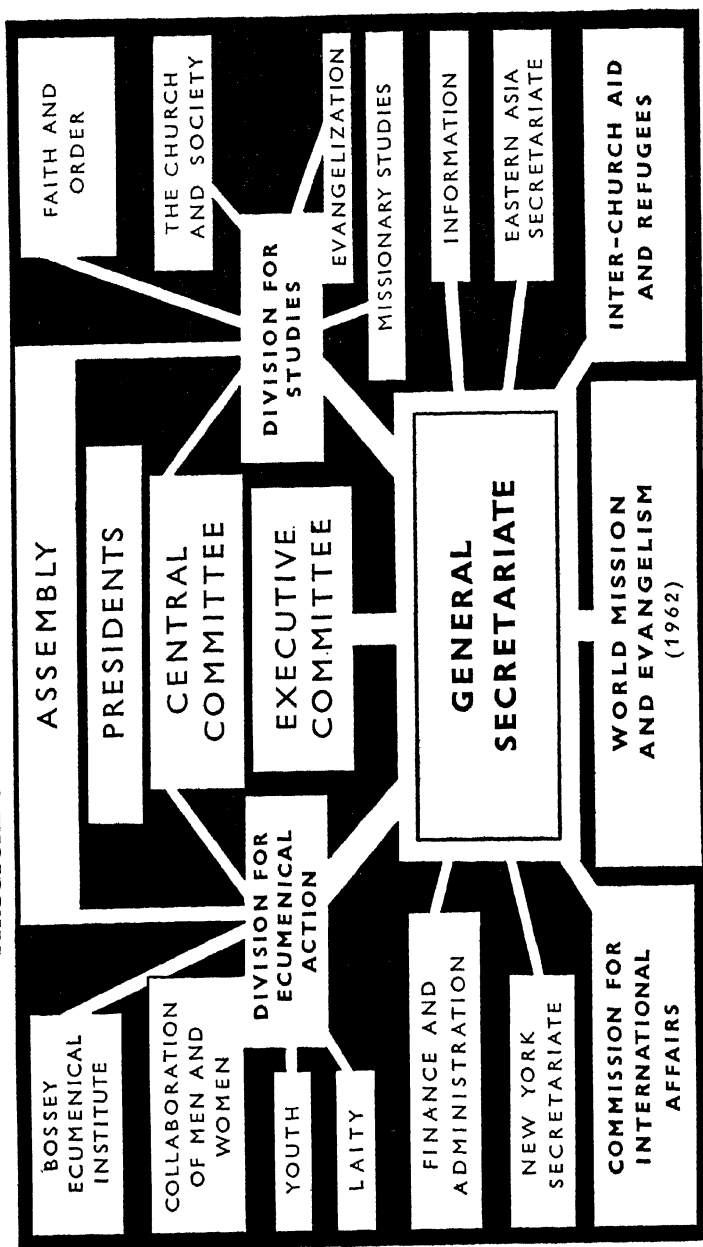 ASSEMBLY
PRESIDENTS
CENTRAL
COMMITTEE
EXECUTIVE
COMMITTEE
BOSSEY
ECUMENICAL
INSTITUTE
COLLABORATION
OF MEN AND
WOMEN
YOUTH
LAITY
DIVISION FOR
ECUMENICAL
ACTION
FAITH AND
ORDER
THE CHURCH
AND SOCIETY
DIVISION FOR
STUDIES
EVANGELIZATION
MISSIONARY STUDIES
GENERAL
SECRETARIATE
FINANCE AND
ADMINISTRATION
NEW YORK
SECRETARIATE
INFORMATION
EASTERN ASIA
SECRETARIATE
COMMISSION FOR
INTERNATIONAL
AFFAIRS
WORLD MISSION
AND EVANGELISM
(1962)
INTER-CHURCH AID
AND REFUGEES